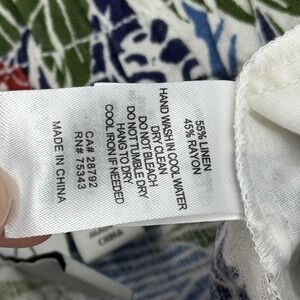 55% LINEN
45% RAYON
HAND WASH IN COOL WATER
DRY CLEAN
DO NOT BLEACH
DO NOT TUMBLE DRY
HANG TO DRY
COOL IRON IF NEEDED
CA# 28792
RN# 75343
MADE IN CHINA
CHINA